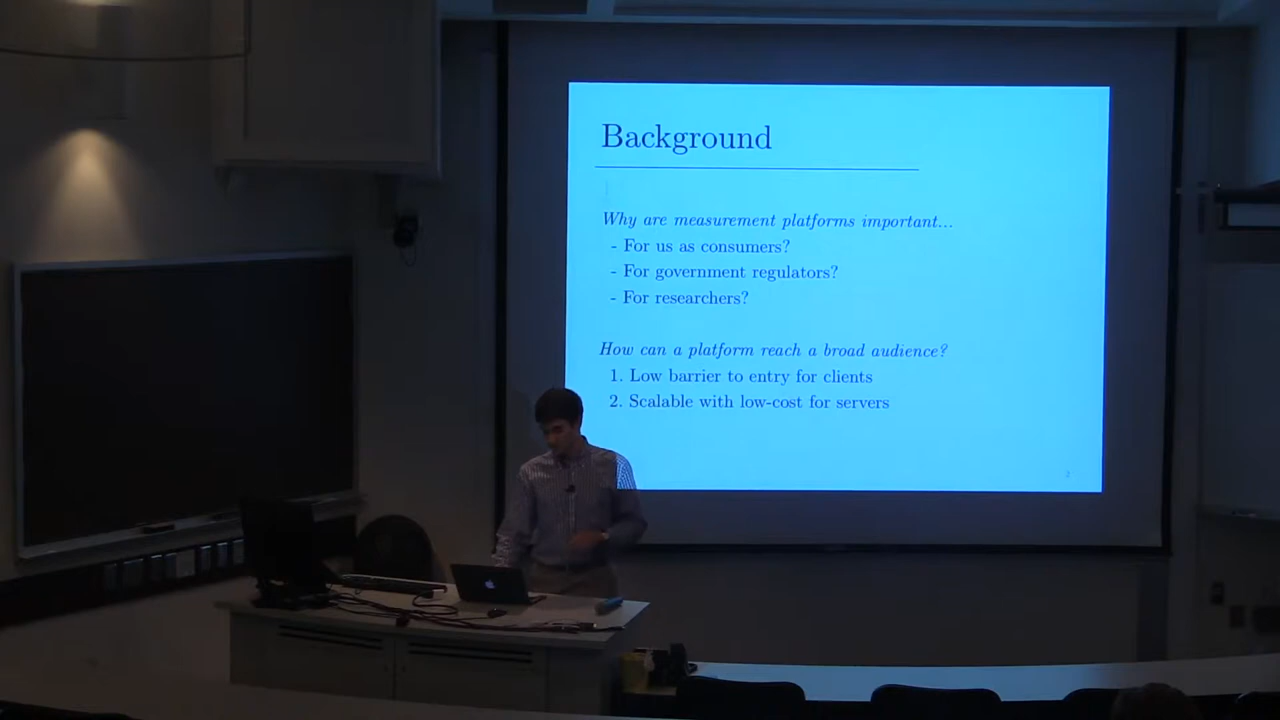 Background
Why are measurement platforms important...
- For us as consumers?
- For government regulators?
- For researchers?
How can a platform reach a broad audience?
1. Low barrier to entry for clients
2. Scalable with low-cost for servers
2